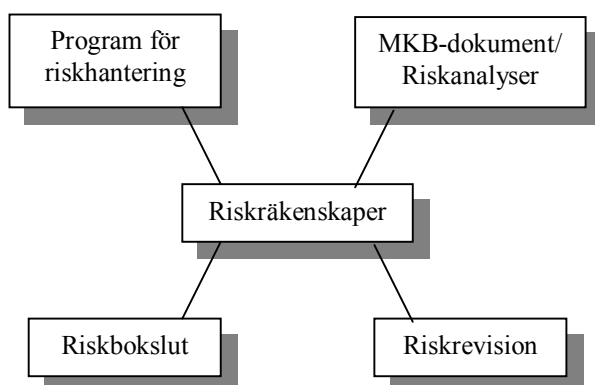 Program för
riskhantering
MKB-dokument/
Riskanalyser
Riskräkenskaper
Riskbokslut
Riskrevision